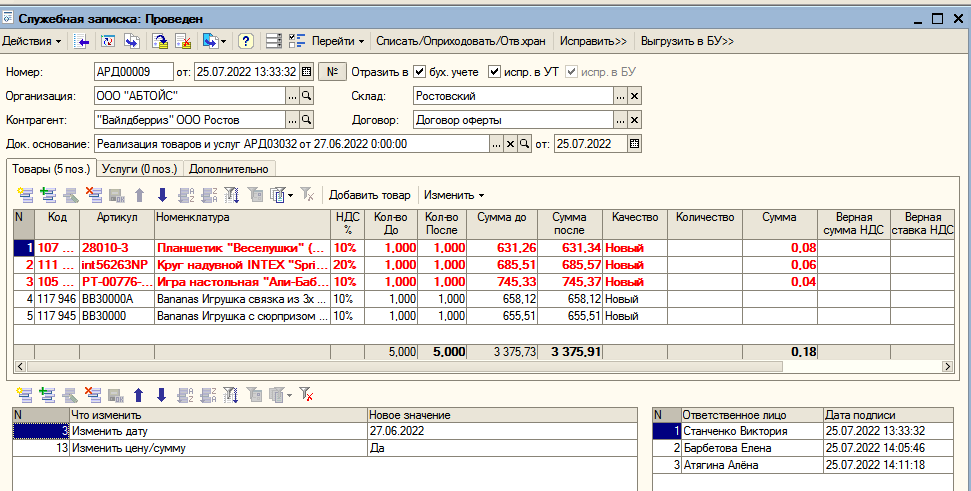 Служебная записка: Проведен
Действия Перейти Списать/Оприходовать/Отв.хран Исправить>> Выгрузить в БУ>>
Номер: АРД00009 от: 25.07.2022 13:33:32 № Отразить в бух. учете испр. в УТ испр. в БУ
Организация: ООО "АБТОЙС" ... Склад: Ростовский ...
Контрагент: "Вайлдберриз" ООО Ростов ... Договор: Договор оферты ...
Док. основание: Реализация товаров и услуг АРД03032 от 27.06.2022 0:00:00 ... от: 25.07.2022
Товары (5 поз.) Услуги (0 поз.) Дополнительно
Добавить товар Изменить
N Код Артикул Номенклатура НДС % Кол-во До Кол-во После Сумма до Сумма после Качество Количество Сумма Верная сумма НДС Верная ставка НДС
1 107 ... 28010-3 Планшетик "Веселушки" (... 10% 1,000 1,000 631,26 631,34 Новый 0,08
2 111 ... int56263NP Круг надувной INTEX "Spri... 20% 1,000 1,000 685,51 685,57 Новый 0,06
3 105 ... PT-00776-... Игра настольная "Али-Баб... 10% 1,000 1,000 745,33 745,37 Новый 0,04
4 117 946 BB30000A Bananas Игрушка связка из 3х ... 10% 1,000 1,000 658,12 658,12 Новый
5 117 945 BB30000 Bananas Игрушка с сюрпризом ... 10% 1,000 1,000 655,51 655,51 Новый
5,000 5,000 3 375,73 3 375,91 0,18
N Что изменить Новое значение
3 Изменить дату 27.06.2022
13 Изменить цену/сумму Да
N Ответственное лицо Дата подписи
1 Станченко Виктория 25.07.2022 13:33:32
2 Барбетова Елена 25.07.2022 14:05:46
3 Атягина Алёна 25.07.2022 14:11:18